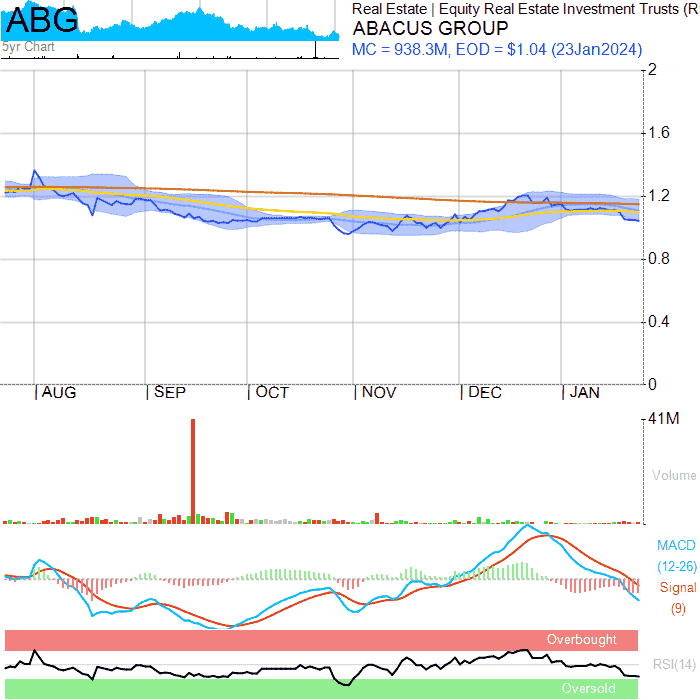 ABG
Real Estate | Equity Real Estate Investment Trusts (R
ABACUS GROUP
5yr Chart
MC = 938.3M, EOD = $1.04 (23Jan2024)
2
1.6
1.2
0.8
0.4
0
AUG SEP OCT NOV DEC JAN
41M
Volume
MACD
(12-26)
Signal
(9)
Overbought
RSI(14)
Oversold